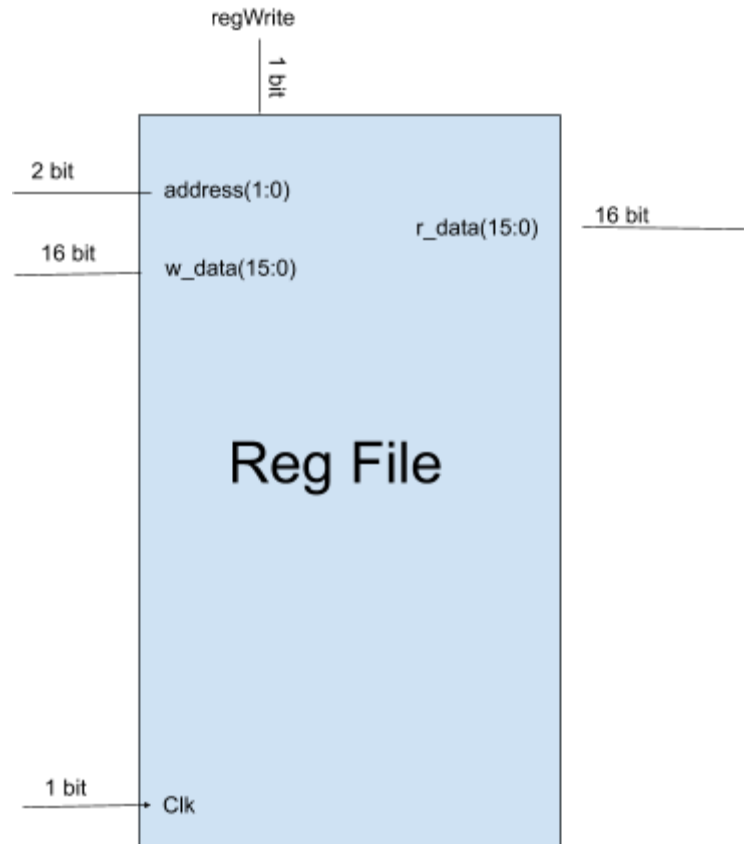 regWrite
1 bit
2 bit
address(1:0)
r_data(15:0)
16 bit
16 bit
w_data(15:0)
Reg File
1 bit
Clk